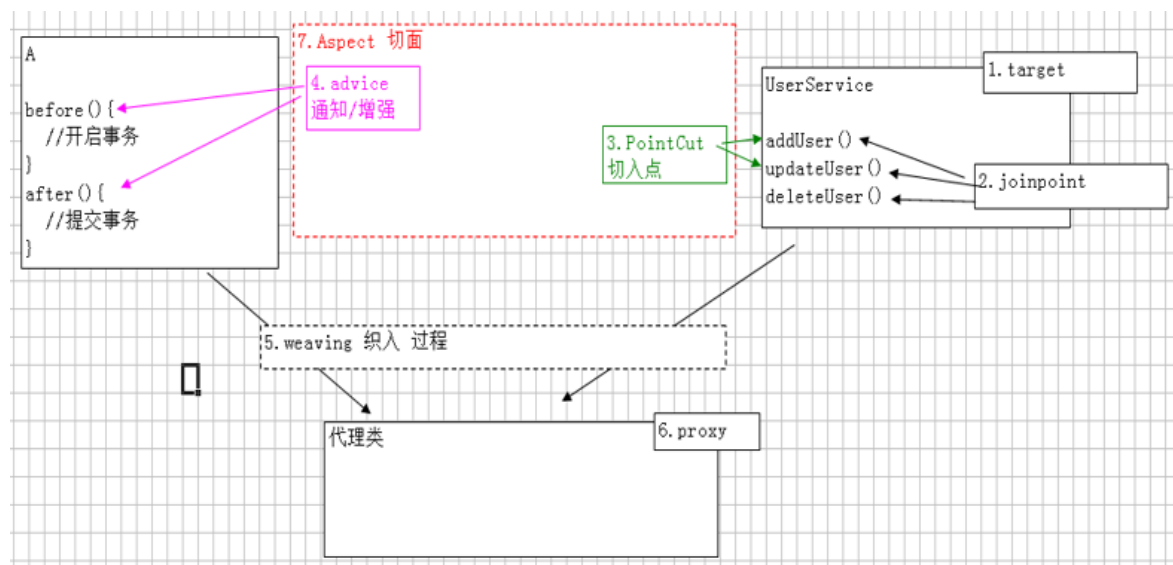 A
before(){
//开启事务
}
after(){
//提交事务
}
7.Aspect 切面
4.advice
通知/增强
3.PointCut
切入点
1.target
UserService
addUser()
updateUser()
deleteUser()
2.joinpoint
5.weaving 织入 过程
代理类
6.proxy